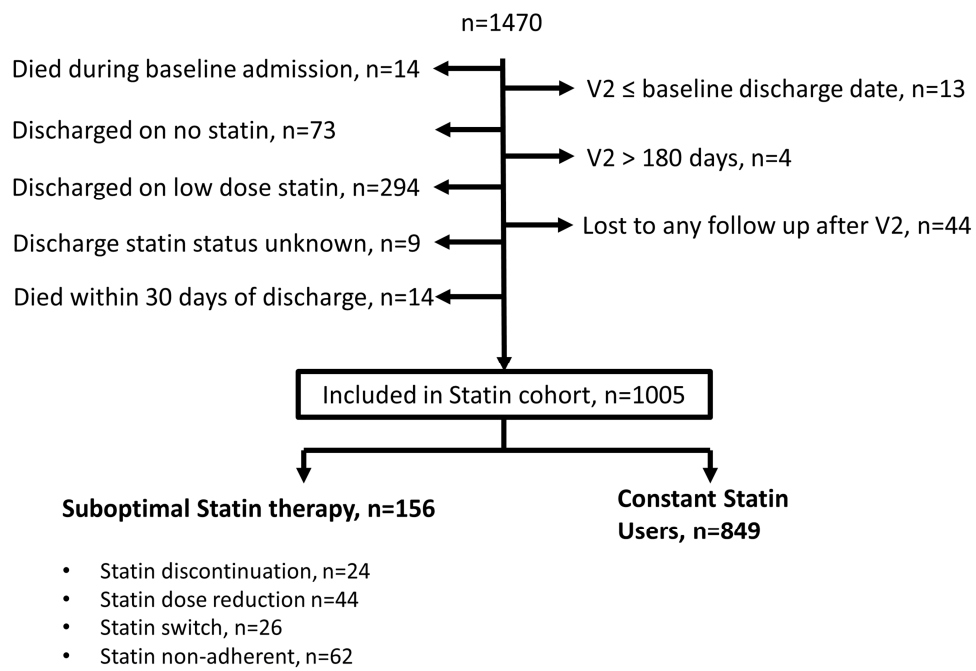 n=1470
Died during baseline admission, n=14
V2 ≤ baseline discharge date, n=13
Discharged on no statin, n=73
V2 > 180 days, n=4
Discharged on low dose statin, n=294
Lost to any follow up after V2, n=44
Discharge statin status unknown, n=9
Died within 30 days of discharge, n=14
Included in Statin cohort, n=1005
Suboptimal Statin therapy, n=156
Constant Statin
Users, n=849
• Statin discontinuation, n=24
• Statin dose reduction n=44
• Statin switch, n=26
• Statin non-adherent, n=62